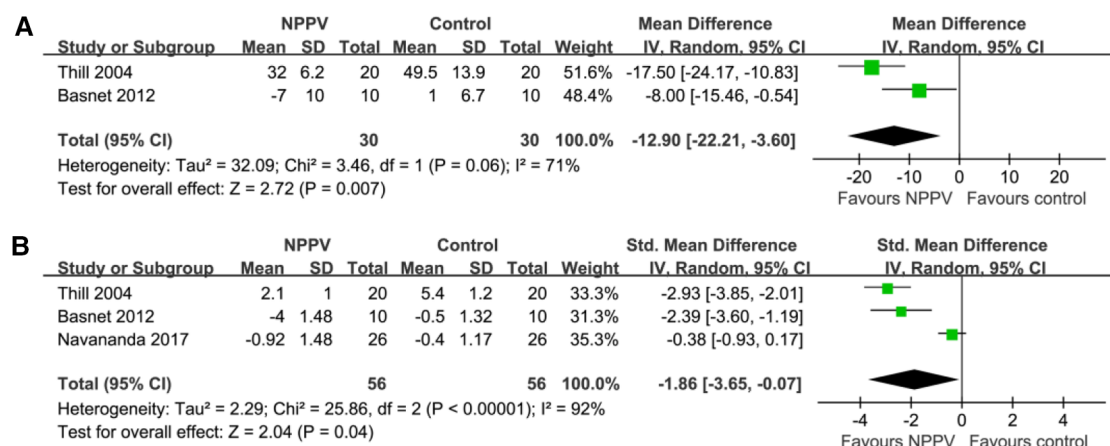 A
NPPV Control Mean Difference Mean Difference
Study or Subgroup Mean SD Total Mean SD Total Weight IV, Random, 95% CI IV, Random, 95% CI
Thill 2004 32 6.2 20 49.5 13.9 20 51.6% -17.50 [-24.17, -10.83]
Basnet 2012 -7 10 10 1 6.7 10 48.4% -8.00 [-15.46, -0.54]
Total (95% CI) 30 30 100.0% -12.90 [-22.21, -3.60]
Heterogeneity: Tau² = 32.09; Chi² = 3.46, df = 1 (P = 0.06); I² = 71%
Test for overall effect: Z = 2.72 (P = 0.007)
-20 -10 0 10 20
Favours NPPV Favours control
B
NPPV Control Std. Mean Difference Std. Mean Difference
Study or Subgroup Mean SD Total Mean SD Total Weight IV, Random, 95% CI IV, Random, 95% CI
Thill 2004 2.1 1 20 5.4 1.2 20 33.3% -2.93 [-3.85, -2.01]
Basnet 2012 -4 1.48 10 -0.5 1.32 10 31.3% -2.39 [-3.60, -1.19]
Navananda 2017 -0.92 1.48 26 -0.4 1.17 26 35.3% -0.38 [-0.93, 0.17]
Total (95% CI) 56 56 100.0% -1.86 [-3.65, -0.07]
Heterogeneity: Tau² = 2.29; Chi² = 25.86, df = 2 (P < 0.00001); I² = 92%
Test for overall effect: Z = 2.04 (P = 0.04)
-4 -2 0 2 4
Favours NPPV Favours control